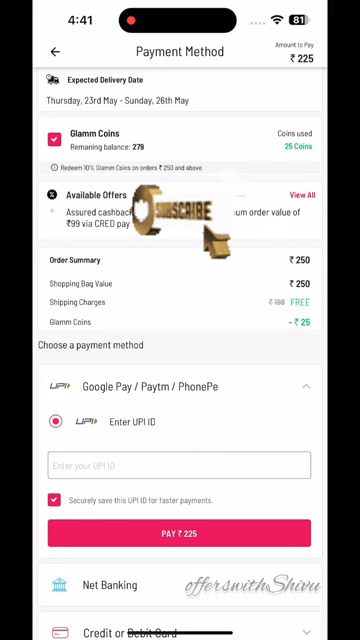 4:41
81
Payment Method
Amount to Pay
₹ 225
Expected Delivery Date
Thursday, 23rd May - Sunday, 26th May
Glamm Coins
Remaning balance: 279
Coins used
25 Coins
Redeem 10% Glamm Coins on orders ₹ 250 and above
Available Offers
View All
Assured cashback
um order value of
₹99 via CRED pay
SUBSCRIBE
Order Summary
₹ 250
Shopping Bag Value
₹ 250
Shipping Charges
₹ 199 FREE
Glamm Coins
- ₹ 25
Choose a payment method
UPI Google Pay / Paytm / PhonePe
UPI Enter UPI ID
Enter your UPI ID
Securely save this UPI ID for faster payments.
PAY ₹ 225
Net Banking
offerswithShivu
Credit or Debit Card